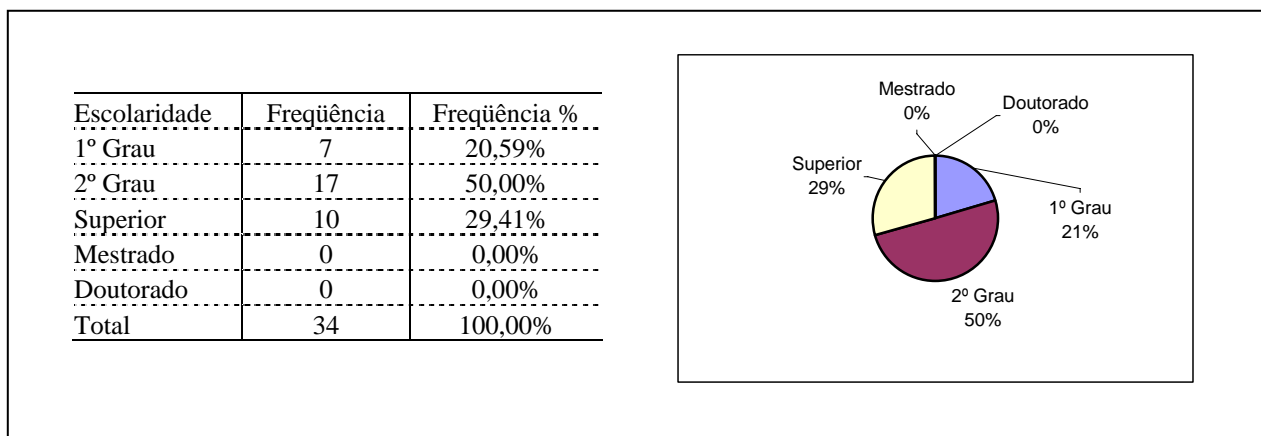 Escolaridade Freqüência Freqüência %
1º Grau 7 20,59%
2º Grau 17 50,00%
Superior 10 29,41%
Mestrado 0 0,00%
Doutorado 0 0,00%
Total 34 100,00%
Mestrado
0%
Doutorado
0%
Superior
29%
1º Grau
21%
2º Grau
50%